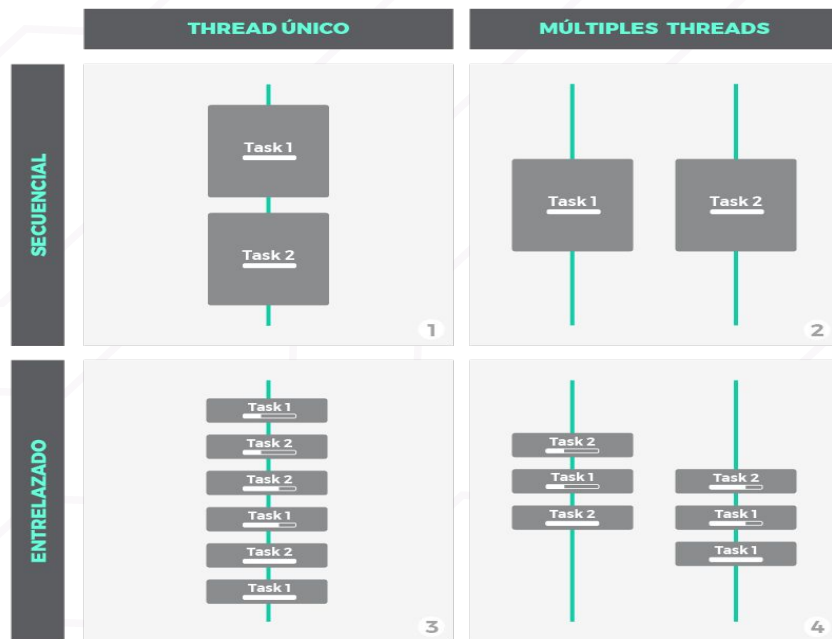 THREAD ÚNICO
MÚLTIPLES THREADS
SECUENCIAL
Task 1
Task 2
1
Task 1
Task 2
2
ENTRELAZADO
Task 1
Task 2
Task 2
Task 1
Task 2
Task 1
3
Task 2
Task 1
Task 2
Task 2
Task 1
Task 1
4